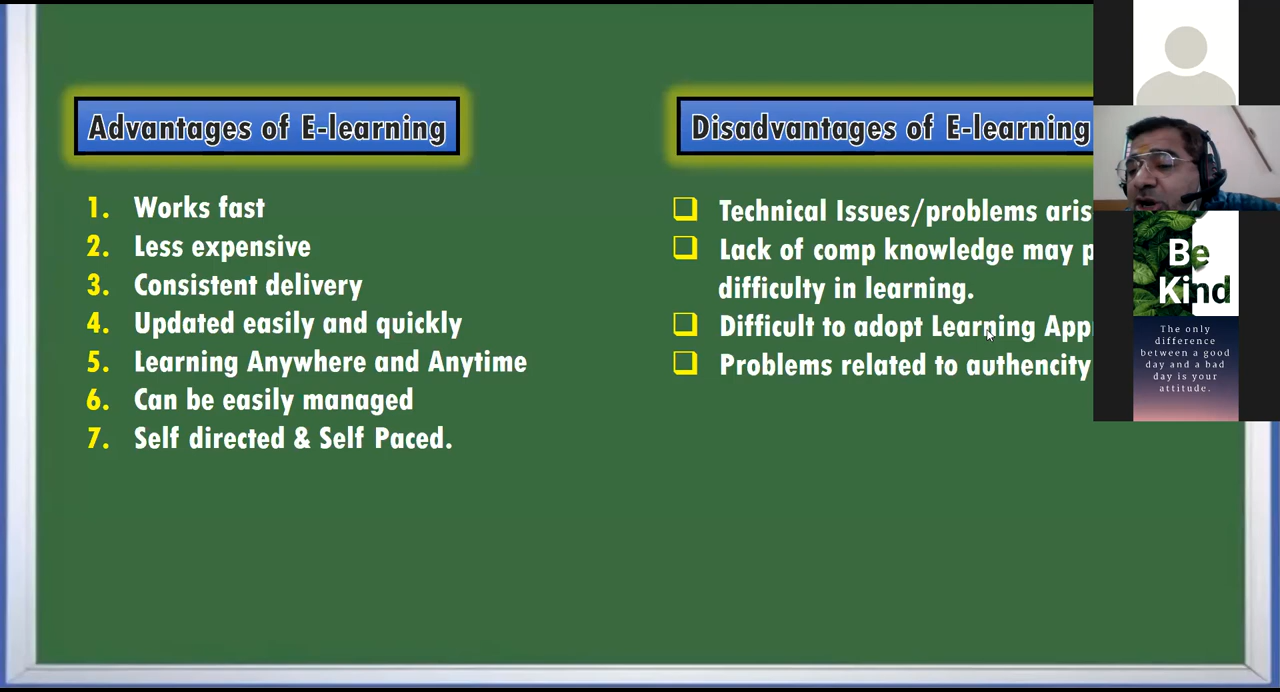 Advantages of E-learning
1. Works fast
2. Less expensive
3. Consistent delivery
4. Updated easily and quickly
5. Learning Anywhere and Anytime
6. Can be easily managed
7. Self directed & Self Paced.
Disadvantages of E-learning
Technical Issues/problems
Lack of comp knowledge may
difficulty in learning.
Difficult to adopt Learning
Problems related to authencity
Be
Kind
The only
difference
between a good
day and a bad
day is your
attitude.